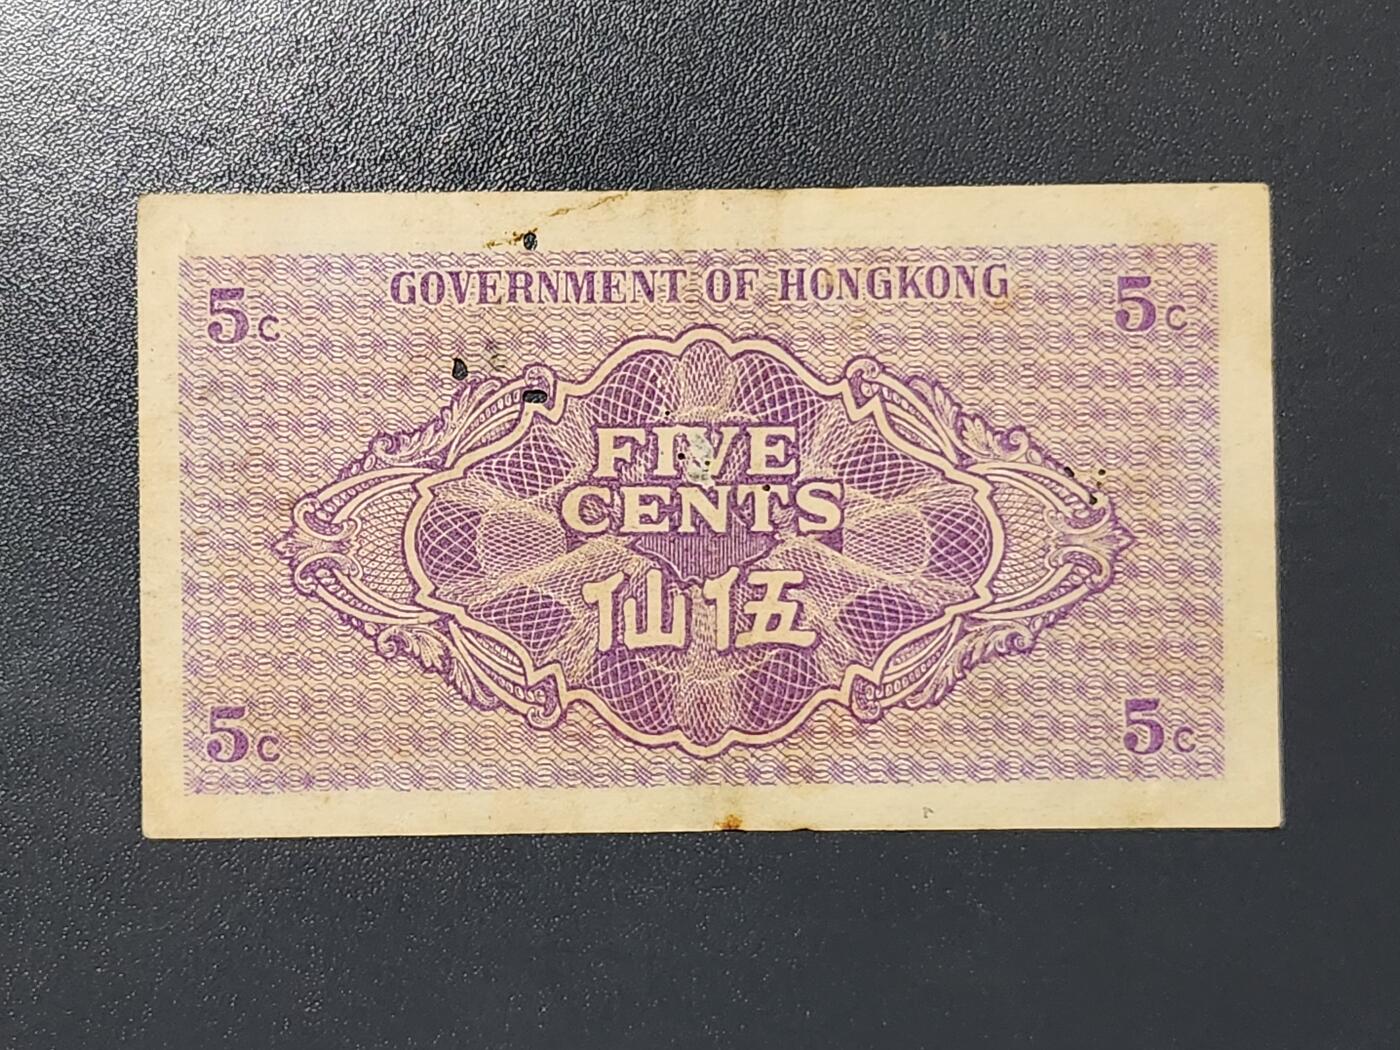 GOVERNMENT OF HONGKONG
5c 5c
FIVE
CENTS
仙伍
5c 5c